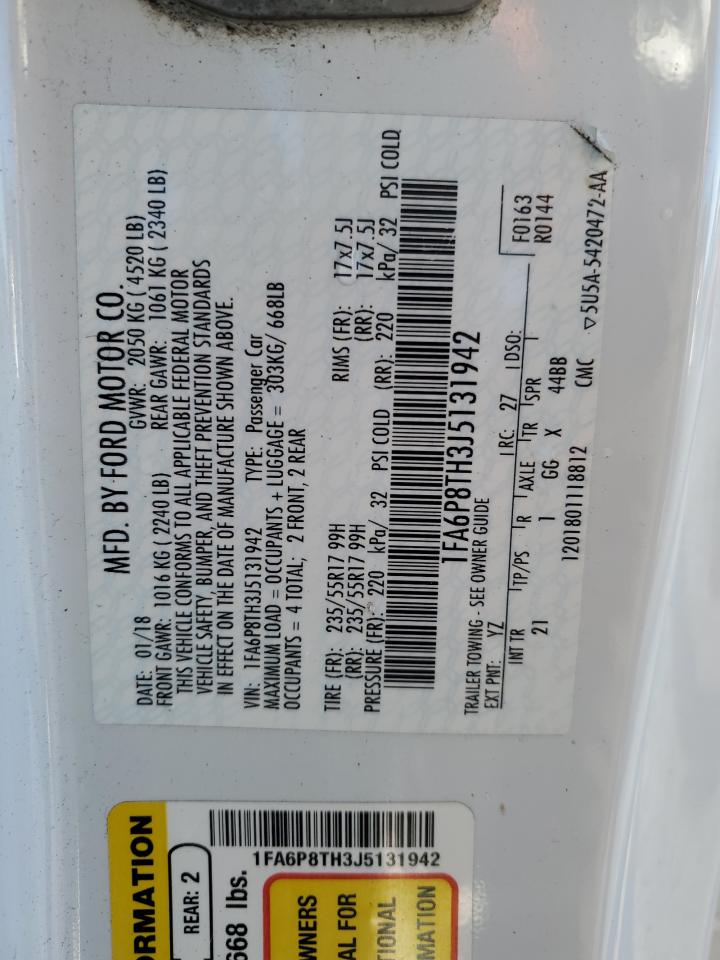 MFD. BY FORD MOTOR CO.
DATE: 01/18 GVWR: 2050 KG ( 4520 LB)
FRONT GAWR: 1016 KG ( 2240 LB) REAR GAWR: 1061 KG ( 2340 LB)
THIS VEHICLE CONFORMS TO ALL APPLICABLE FEDERAL MOTOR
VEHICLE SAFETY, BUMPER, AND THEFT PREVENTION STANDARDS
IN EFFECT ON THE DATE OF MANUFACTURE SHOWN ABOVE.
VIN: 1FA6P8TH3J5131942 TYPE: Passenger Car
MAXIMUM LOAD = OCCUPANTS + LUGGAGE = 303KG/ 668LB
OCCUPANTS = 4 TOTAL; 2 FRONT, 2 REAR
TIRE (FR): 235/55R17 99H RIMS (FR): 17x7.5J
(RR): 235/55R17 99H (RR): 17x7.5J
PRESSURE (FR): 220 kPa/ 32 PSI COLD (RR): 220 kPa/ 32 PSI COLD
1FA6P8TH3J5131942
TRAILER TOWING - SEE OWNER GUIDE
F0163
EXT PNT: YZ RC: 27 DSO: R0144
INT TR TP/PS R AXLE TR SPR
21 1 GG X 44BB
1201801118812 CMC
▽5U5A-5420472-AA
ORMATION
REAR: 2
668 lbs.
1FA6P8TH3J5131942
WNERS
AL FOR
TIONAL
MATION